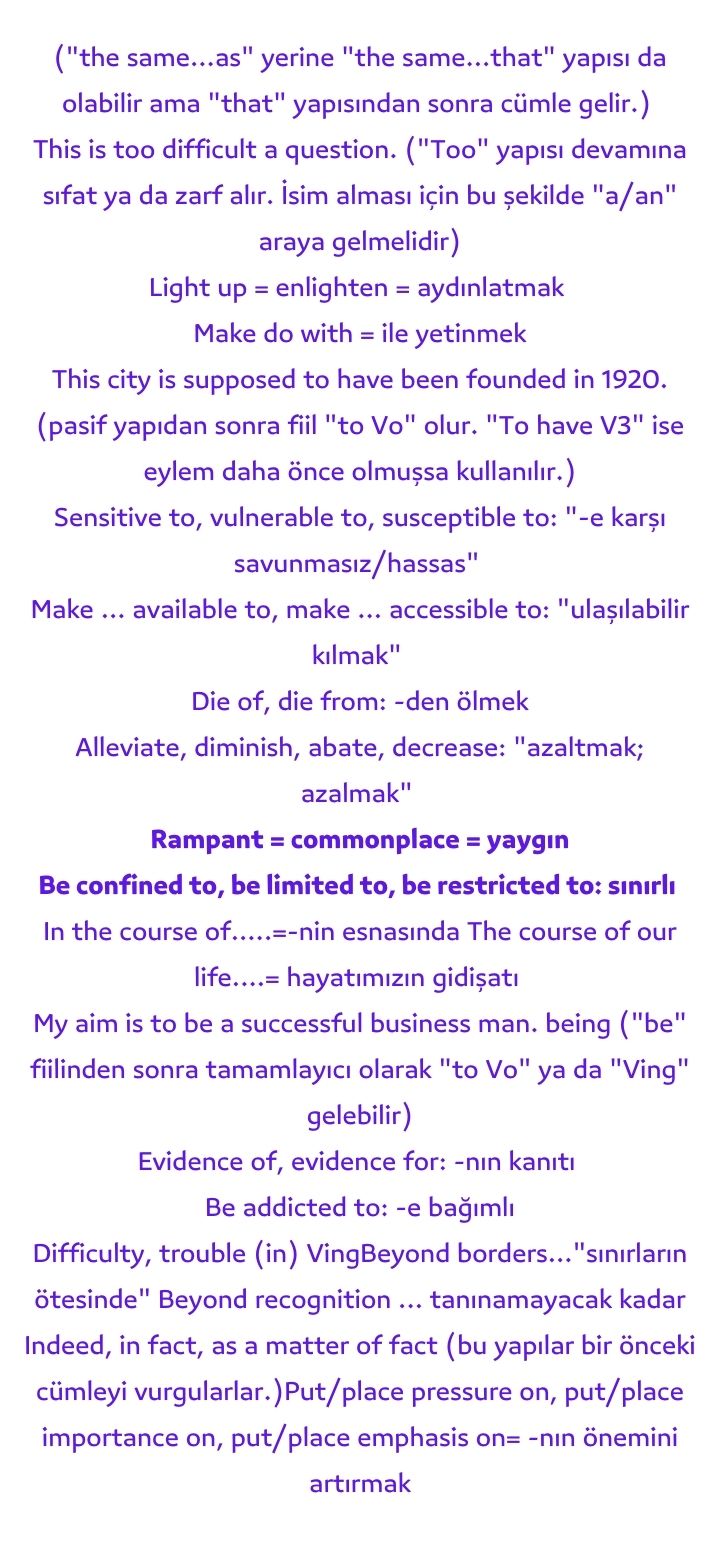 ("the same...as" yerine "the same...that" yapısı da
olabilir ama "that" yapısından sonra cümle gelir.)
This is too difficult a question. ("Too" yapısı devamına
sıfat ya da zarf alır. İsim alması için bu şekilde "a/an"
araya gelmelidir)
Light up = enlighten = aydınlatmak
Make do with = ile yetinmek
This city is supposed to have been founded in 1920.
(pasif yapıdan sonra fiil "to Vo" olur. "To have V3" ise
eylem daha önce olmuşsa kullanılır.)
Sensitive to, vulnerable to, susceptible to: "-e karşı
savunmasız/hassas"
Make ... available to, make ... accessible to: "ulaşılabilir
kılmak"
Die of, die from: -den ölmek
Alleviate, diminish, abate, decrease: "azaltmak;
azalmak"
Rampant = commonplace = yaygın
Be confined to, be limited to, be restricted to: sınırlı
In the course of.....=-nin esnasında The course of our
life....= hayatımızın gidişatı
My aim is to be a successful business man. being ("be"
fiilinden sonra tamamlayıcı olarak "to Vo" ya da "Ving"
gelebilir)
Evidence of, evidence for: -nın kanıtı
Be addicted to: -e bağımlı
Difficulty, trouble (in) VingBeyond borders..."sınırların
ötesinde" Beyond recognition ... tanınamayacak kadar
Indeed, in fact, as a matter of fact (bu yapılar bir önceki
cümleyi vurgularlar.)Put/place pressure on, put/place
importance on, put/place emphasis on= -nın önemini
artırmak